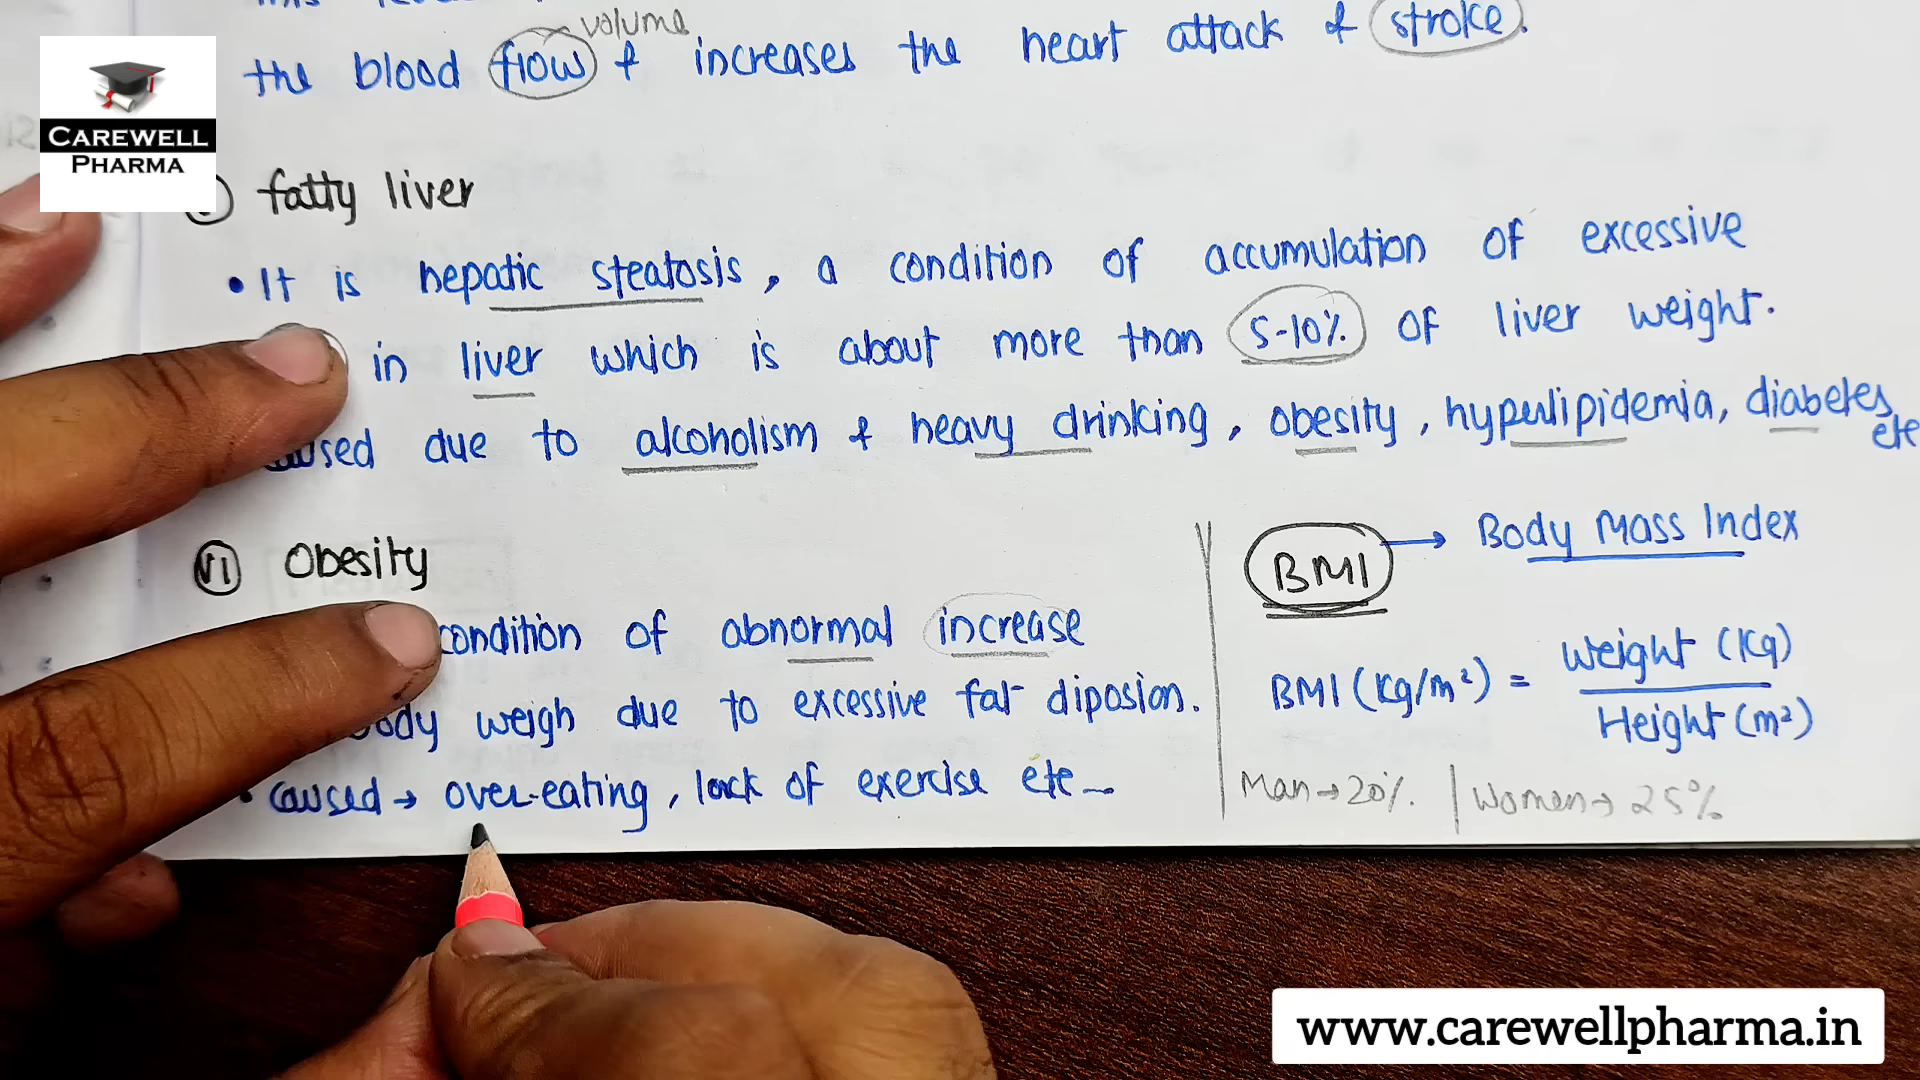 volume
the blood flow & increases the heart attack & stroke.
CAREWELL
PHARMA
fatty liver
• It is hepatic steatosis, a condition of accumulation of excessive
in liver which is about more than 5-10% of liver weight.
due to alcoholism & heavy drinking, obesity, hyperlipidemia, diabetes, etc
VI Obesity
condition of abnormal increase
body weigh due to excessive fat diposion.
• caused → over-eating, lack of exercise etc
BMI → Body Mass Index
BMI (Kg/m²) = Weight (Kg)
Height (m²)
Man → 20%. | Women → 25%
www.carewellpharma.in